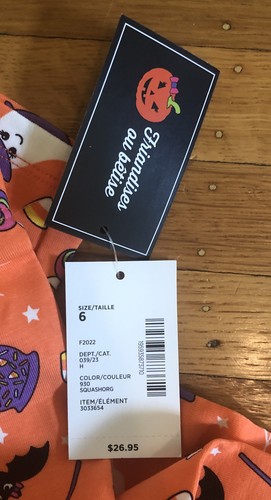 Friandises
ou bêtise
SIZE/TAILLE
6
F2022
DEPT./CAT.
039/23
H
COLOR/COULEUR
930
SQUASHORG
ITEM/ÉLÉMENT
3033654
$26.95